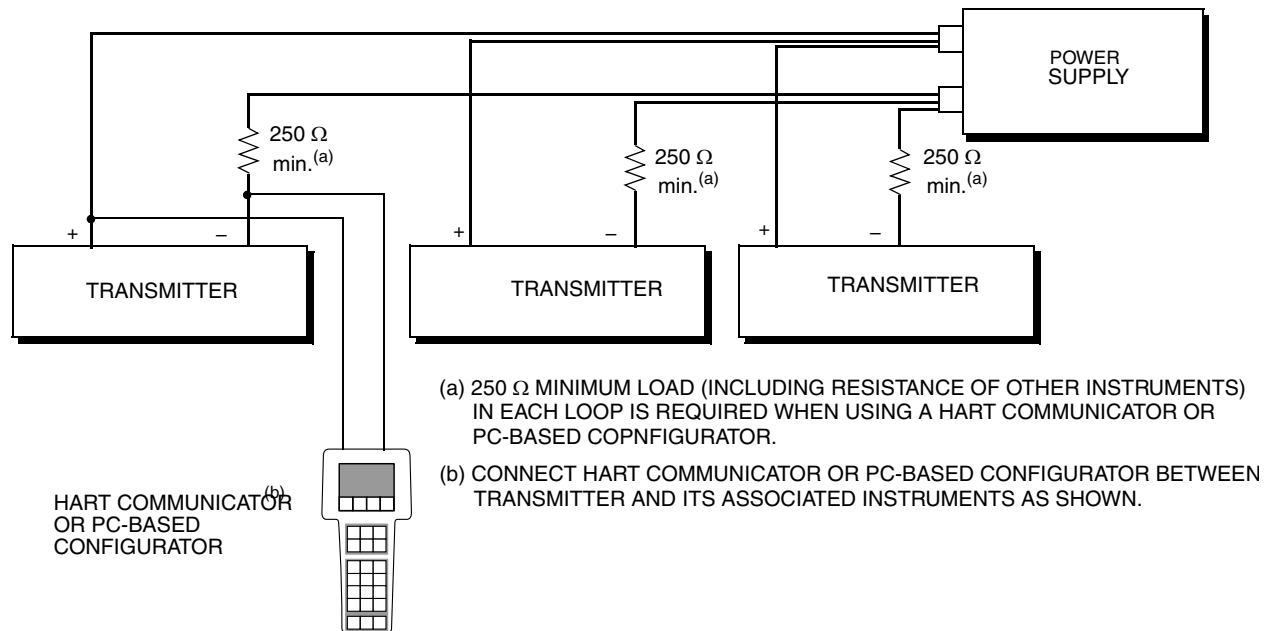 POWER
SUPPLY
250 Ω
min.(a)
250 Ω
min.(a)
250 Ω
min.(a)
+
–
+
–
+
–
TRANSMITTER
TRANSMITTER
TRANSMITTER
(a) 250 Ω MINIMUM LOAD (INCLUDING RESISTANCE OF OTHER INSTRUMENTS)
IN EACH LOOP IS REQUIRED WHEN USING A HART COMMUNICATOR OR
PC-BASED COPNFIGURATOR.
(b) CONNECT HART COMMUNICATOR OR PC-BASED CONFIGURATOR BETWEEN
TRANSMITTER AND ITS ASSOCIATED INSTRUMENTS AS SHOWN.
HART COMMUNICATOR(b)
OR PC-BASED
CONFIGURATOR